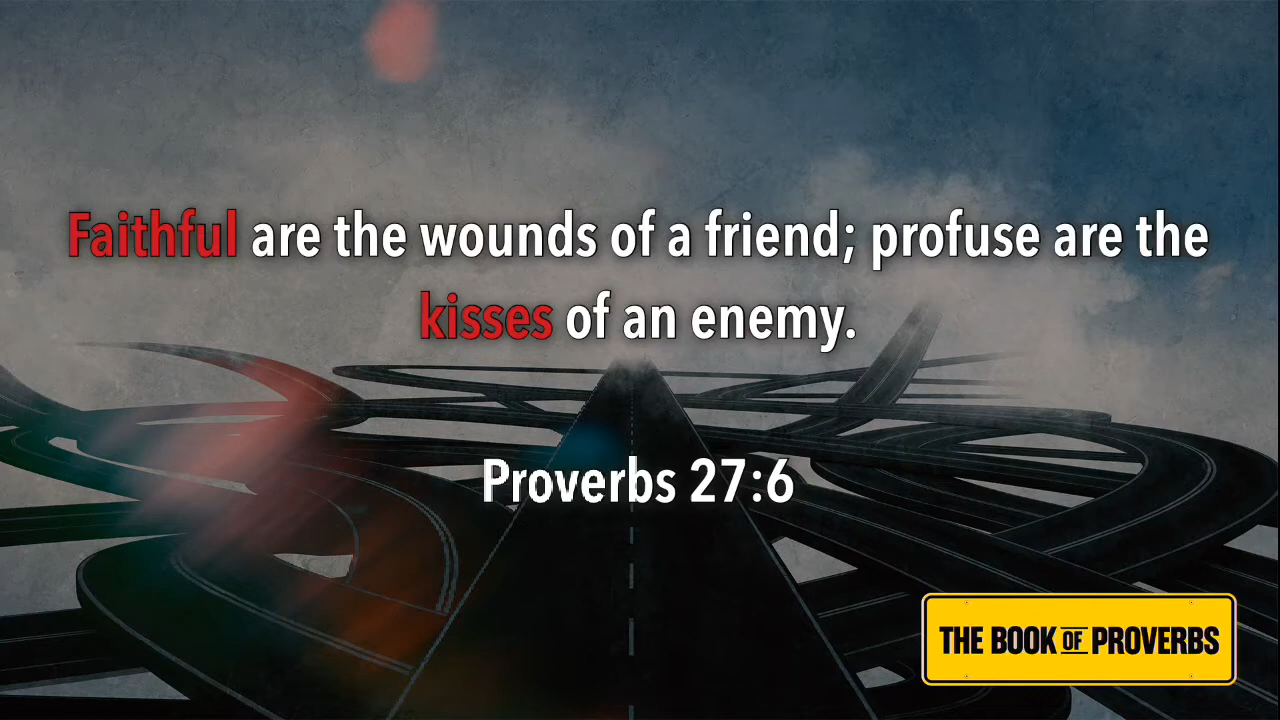 Faithful are the wounds of a friend; profuse are the
kisses of an enemy.
Proverbs 27:6
THE BOOK OF PROVERBS